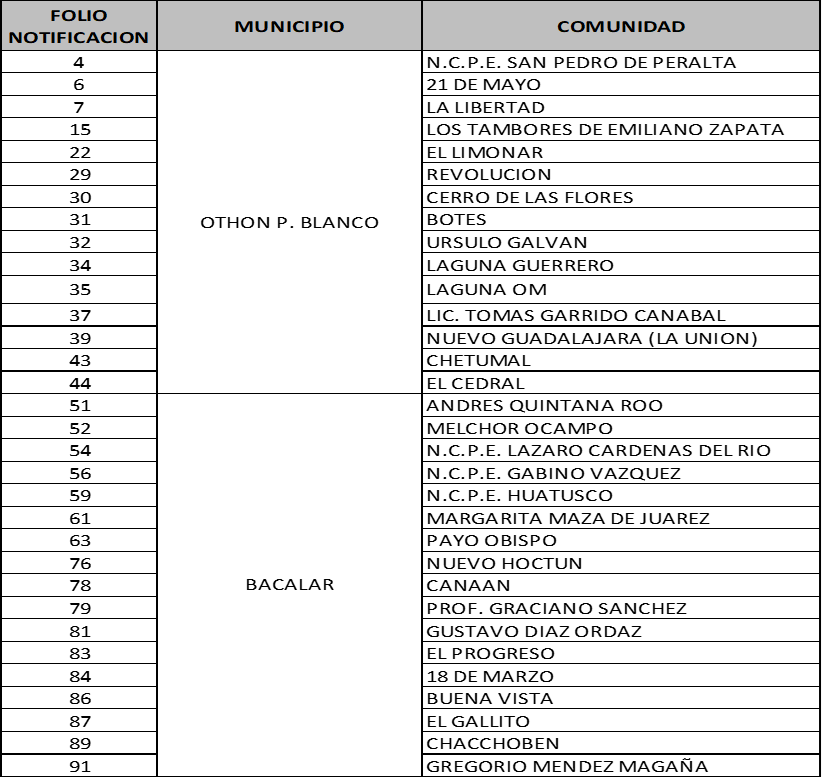 FOLIO NOTIFICACION MUNICIPIO COMUNIDAD
4 OTHON P. BLANCO N.C.P.E. SAN PEDRO DE PERALTA
6 21 DE MAYO
7 LA LIBERTAD
15 LOS TAMBORES DE EMILIANO ZAPATA
22 EL LIMONAR
29 REVOLUCION
30 CERRO DE LAS FLORES
31 BOTES
32 URSULO GALVAN
34 LAGUNA GUERRERO
35 LAGUNA OM
37 LIC. TOMAS GARRIDO CANABAL
39 NUEVO GUADALAJARA (LA UNION)
43 CHETUMAL
44 EL CEDRAL
51 BACALAR ANDRES QUINTANA ROO
52 MELCHOR OCAMPO
54 N.C.P.E. LAZARO CARDENAS DEL RIO
56 N.C.P.E. GABINO VAZQUEZ
59 N.C.P.E. HUATUSCO
61 MARGARITA MAZA DE JUAREZ
63 PAYO OBISPO
76 NUEVO HOCTUN
78 CANAAN
79 PROF. GRACIANO SANCHEZ
81 GUSTAVO DIAZ ORDAZ
83 EL PROGRESO
84 18 DE MARZO
86 BUENA VISTA
87 EL GALLITO
89 CHACCHOBEN
91 GREGORIO MENDEZ MAGAÑA